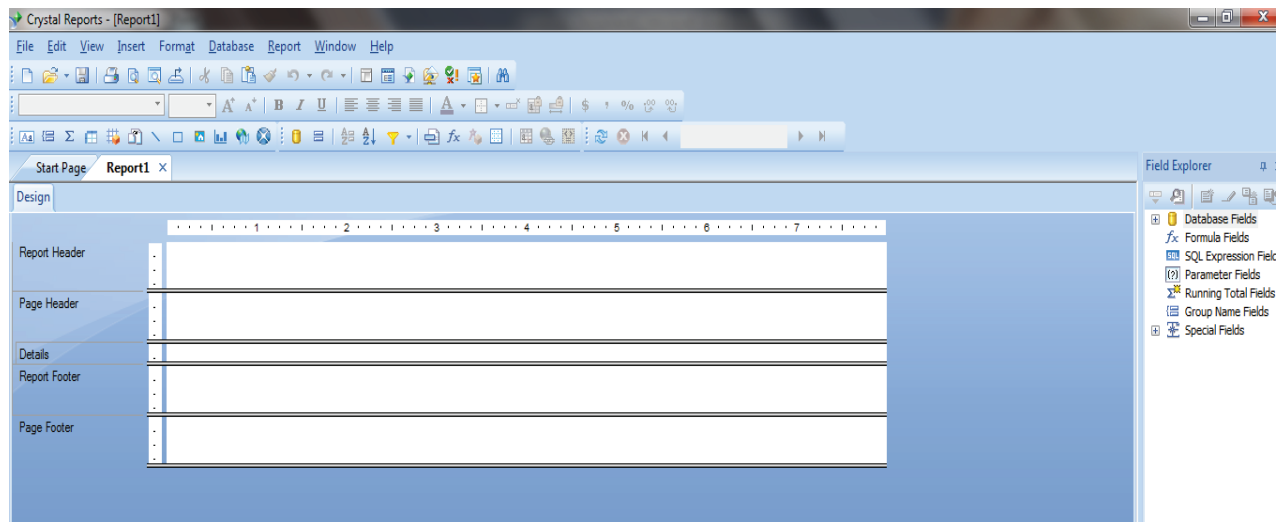 Crystal Reports - [Report1]
File Edit View Insert Format Database Report Window Help
A A B I U A $ , %
Start Page Report1 ×
Design
1 2 3 4 5 6 7
Report Header
Page Header
Details
Report Footer
Page Footer
Field Explorer
Database Fields
Formula Fields
SQL SQL Expression Field
(?) Parameter Fields
Running Total Fields
Group Name Fields
Special Fields